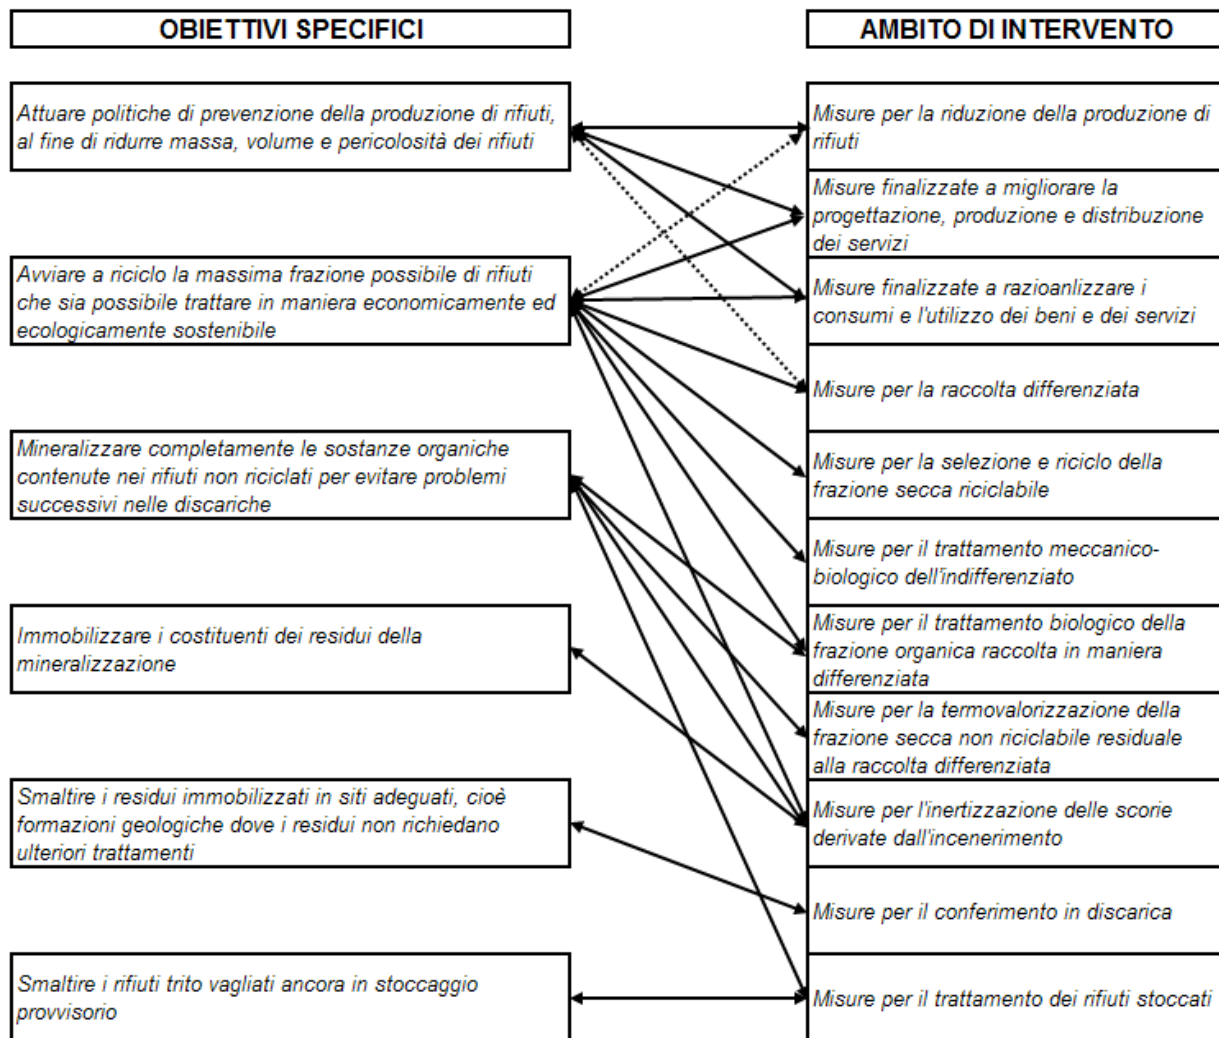 OBIETTIVI SPECIFICI
Attuare politiche di prevenzione della produzione di rifiuti,
al fine di ridurre massa, volume e pericolosità dei rifiuti
Avviare a riciclo la massima frazione possibile di rifiuti
che sia possibile trattare in maniera economicamente ed
ecologicamente sostenibile
Mineralizzare completamente le sostanze organiche
contenute nei rifiuti non riciclati per evitare problemi
successivi nelle discariche
Immobilizzare i costituenti dei residui della
mineralizzazione
Smaltire i residui immobilizzati in siti adeguati, cioè
formazioni geologiche dove i residui non richiedano
ulteriori trattamenti
Smaltire i rifiuti trito vagliati ancora in stoccaggio
provvisorio
AMBITO DI INTERVENTO
Misure per la riduzione della produzione di
rifiuti
Misure finalizzate a migliorare la
progettazione, produzione e distribuzione
dei servizi
Misure finalizzate a razioanlizzare i
consumi e l'utilizzo dei beni e dei servizi
Misure per la raccolta differenziata
Misure per la selezione e riciclo della
frazione secca riciclabile
Misure per il trattamento meccanico-
biologico dell'indifferenziato
Misure per il trattamento biologico della
frazione organica raccolta in maniera
differenziata
Misure per la termovalorizzazione della
frazione secca non riciclabile residuale
alla raccolta differenziata
Misure per l'inertizzazione delle scorie
derivate dall'incenerimento
Misure per il conferimento in discarica
Misure per il trattamento dei rifiuti stoccati